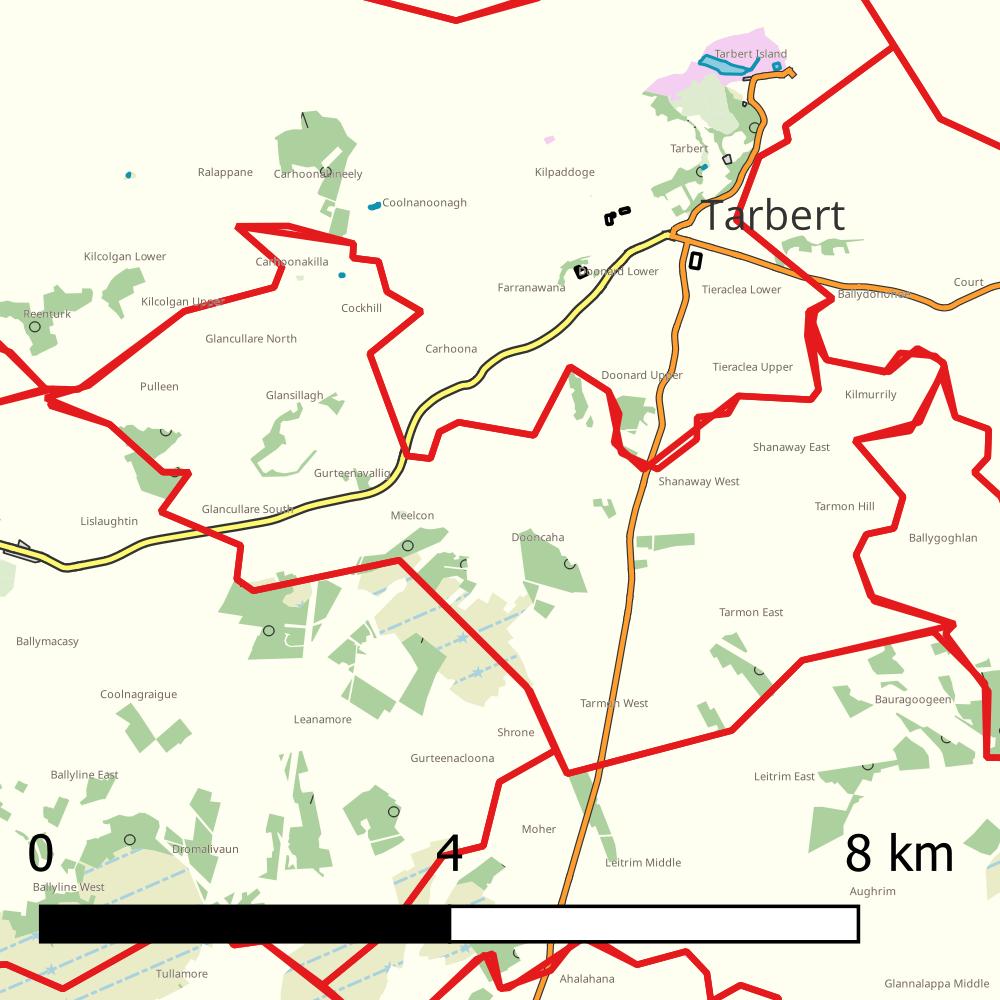 Tarbert Island
Tarbert
Ralappane
Carhoonanneely
Kilpaddoge
Coolnanoonagh
Tarbert
Kilcolgan Lower
Carhoonakilla
Doonard Lower
Farranawana
Tieraclea Lower
Court
Ballydonohoe
Kilcolgan Upper
Cockhill
Reenturk
Glancullare North
Carhoona
Tieraclea Upper
Doonard Upper
Pulleen
Glansillagh
Kilmurrily
Shanaway East
Gurteenavallig
Shanaway West
Glancullare South
Meelcon
Tarmon Hill
Lislaughtin
Dooncaha
Ballygoghlan
Tarmon East
Ballymacasy
Coolnagraigue
Tarmon West
Bauragoogeen
Leanamore
Shrone
Gurteenacloona
Ballyline East
Leitrim East
Moher
Dromalivaun
Leitrim Middle
0 4 8 km
Ballyline West
Aughrim
Tullamore
Ahalahana
Glannalappa Middle